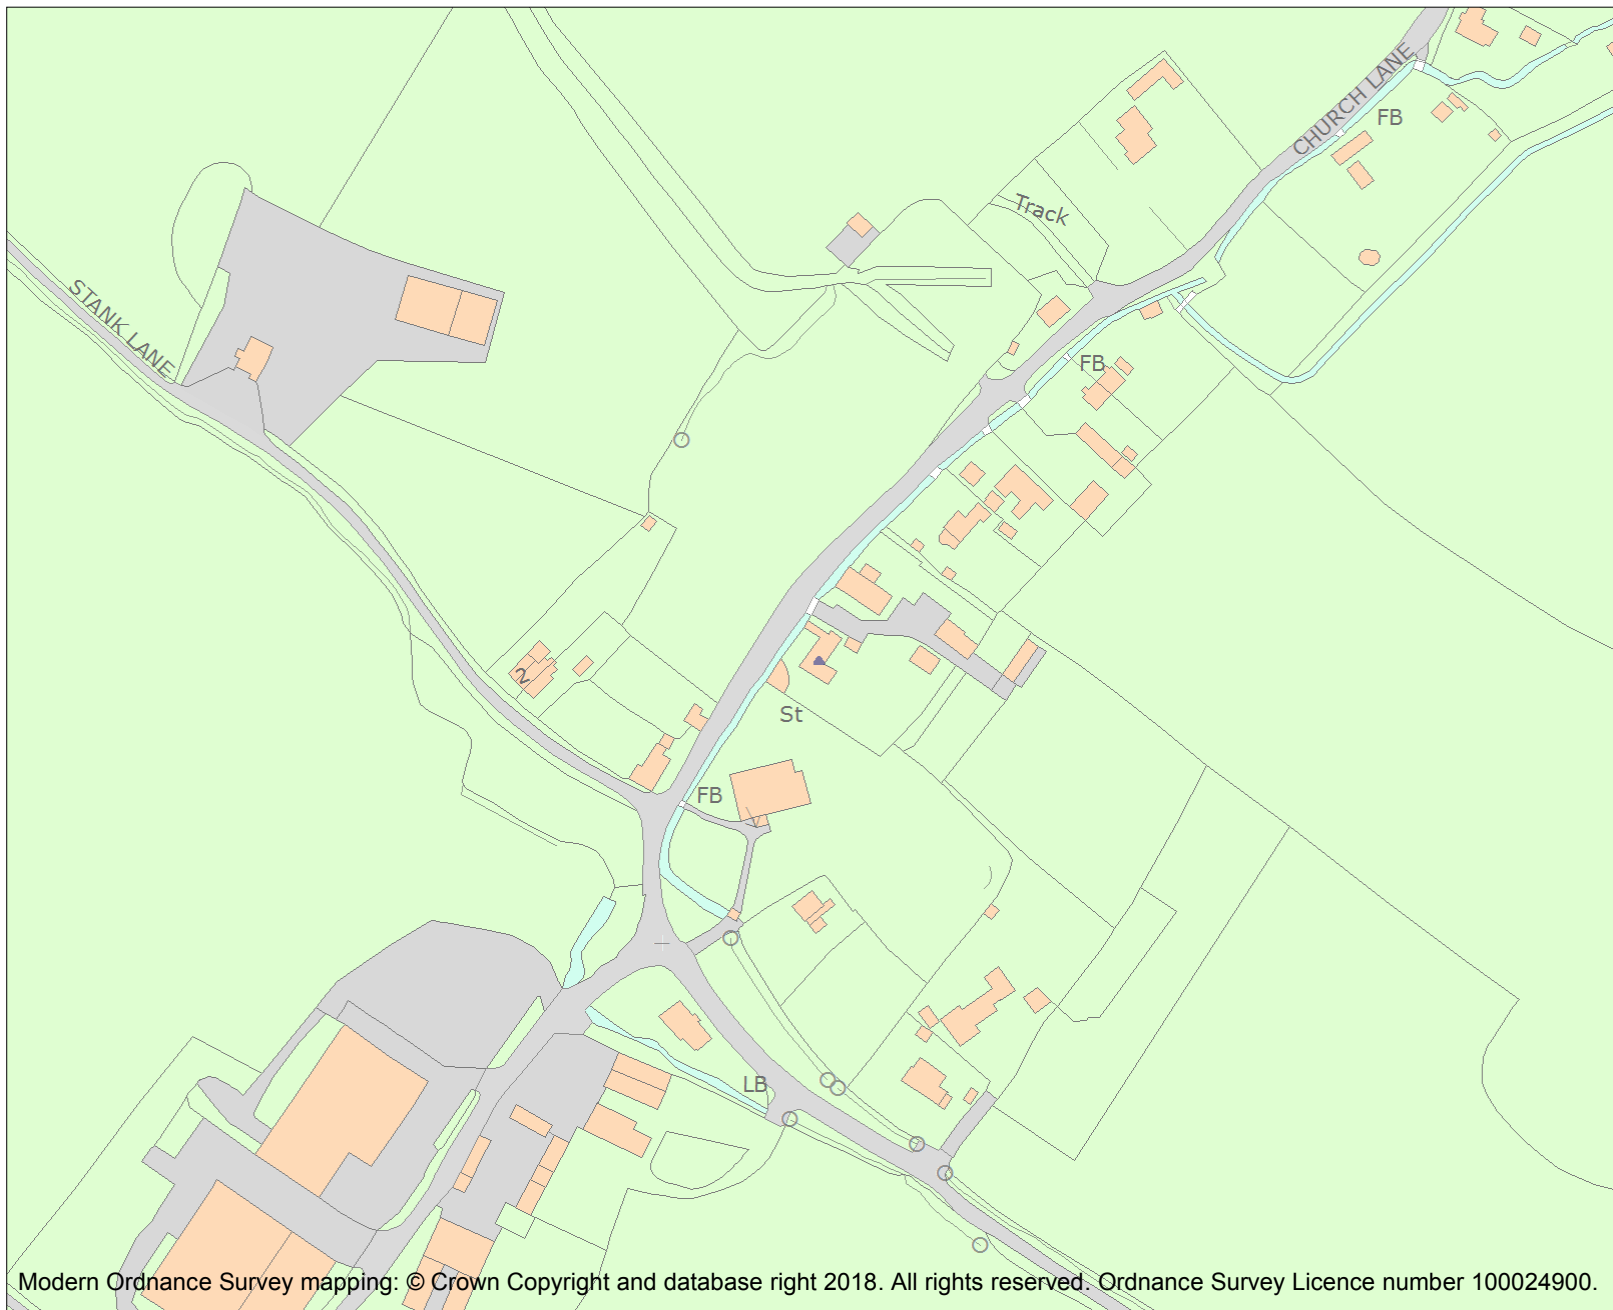 CHURCH LANE
FB
Track
STANK LANE
FB
2
St
FB
LB
Modern Ordnance Survey mapping: © Crown Copyright and database right 2018. All rights reserved. Ordnance Survey Licence number 100024900.